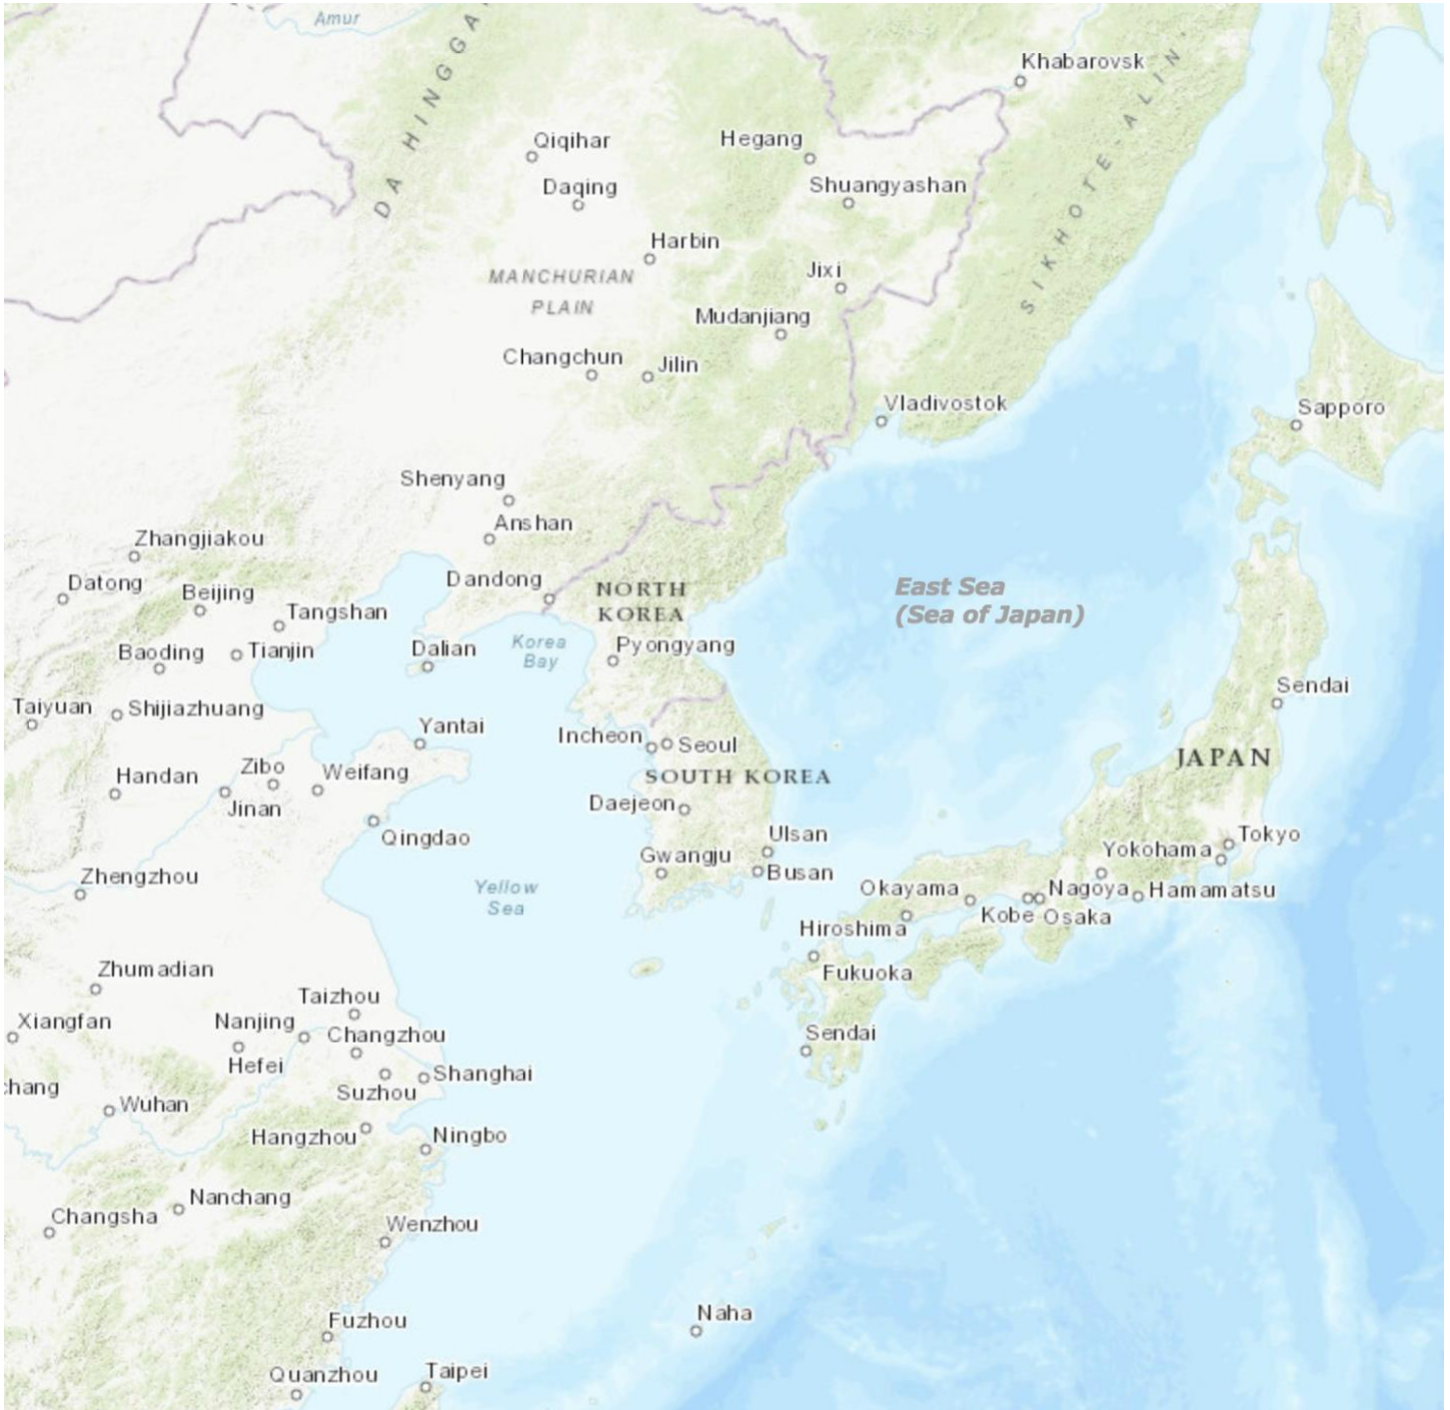 Amur
Khabarovsk
DA HINGGA
SIKHOTE-ALIN
Qiqihar
Hegang
Daqing
Shuangyashan
Harbin
Jixi
MANCHURIAN
PLAIN
Mudanjiang
Changchun
Jilin
Vladivostok
Sapporo
Shenyang
Anshan
Zhangjiakou
Datong
Beijing
Dandong
NORTH
KOREA
East Sea
(Sea of Japan)
Tangshan
Baoding
Tianjin
Dalian
Korea
Bay
Pyongyang
Sendai
Taiyuan
Shijiazhuang
Yantai
Incheon
Seoul
JAPAN
Handan
Zibo
Weifang
SOUTH KOREA
Jinan
Daejeon
Qingdao
Ulsan
Tokyo
Yokohama
Gwangju
Busan
Zhengzhou
Yellow
Sea
Okayama
Nagoya
Hamamatsu
Kobe
Osaka
Hiroshima
Zhumadian
Fukuoka
Taizhou
Xiangfan
Nanjing
Changzhou
Sendai
Hefei
Shanghai
chang
Suzhou
Wuhan
Hangzhou
Ningbo
Nanchang
Changsha
Wenzhou
Naha
Fuzhou
Quanzhou
Taipei